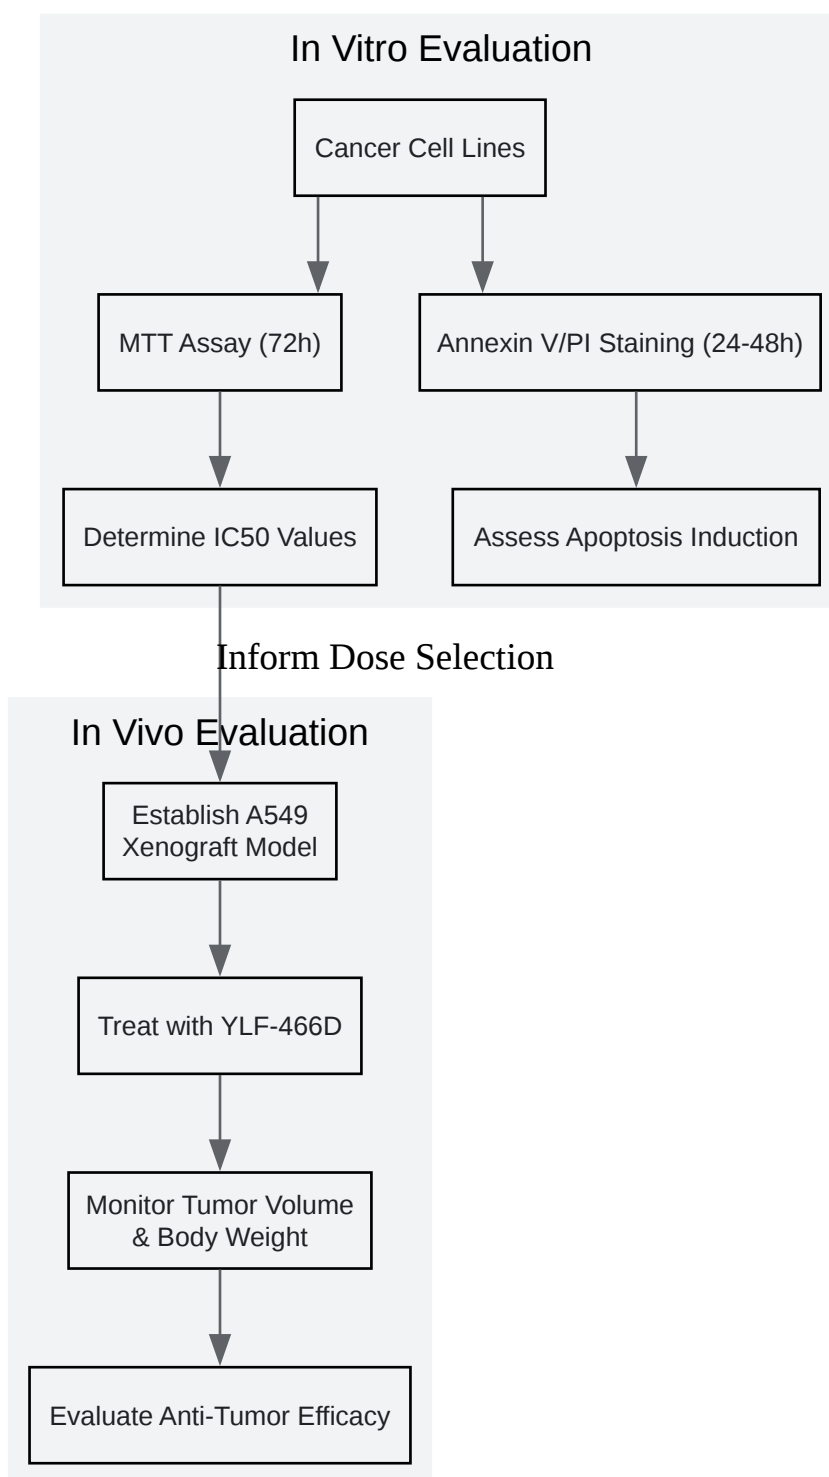 In Vitro Evaluation
Cancer Cell Lines
MTT Assay (72h)
Annexin V/PI Staining (24-48h)
Determine IC50 Values
Assess Apoptosis Induction
Inform Dose Selection
In Vivo Evaluation
Establish A549
Xenograft Model
Treat with YLF-466D
Monitor Tumor Volume
& Body Weight
Evaluate Anti-Tumor Efficacy